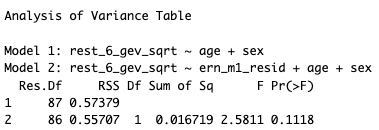 Analysis of Variance Table
Model 1: rest_6_gev_sqrt ~ age + sex
Model 2: rest_6_gev_sqrt ~ ern_m1_resid + age + sex
Res.Df RSS Df Sum of Sq F Pr(>F)
1 87 0.57379
2 86 0.55707 1 0.016719 2.5811 0.1118